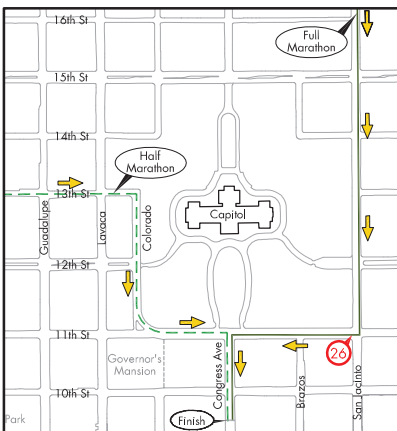 16th St
Full
Marathon
15th St
14th St
Half
Marathon
13th St
Guadalupe
Lavaca
Colorado
Capitol
12th St
11th St
Governor's
Mansion
Congress Ave
26
Brazos
San Jacinto
10th St
Park
S
Finish